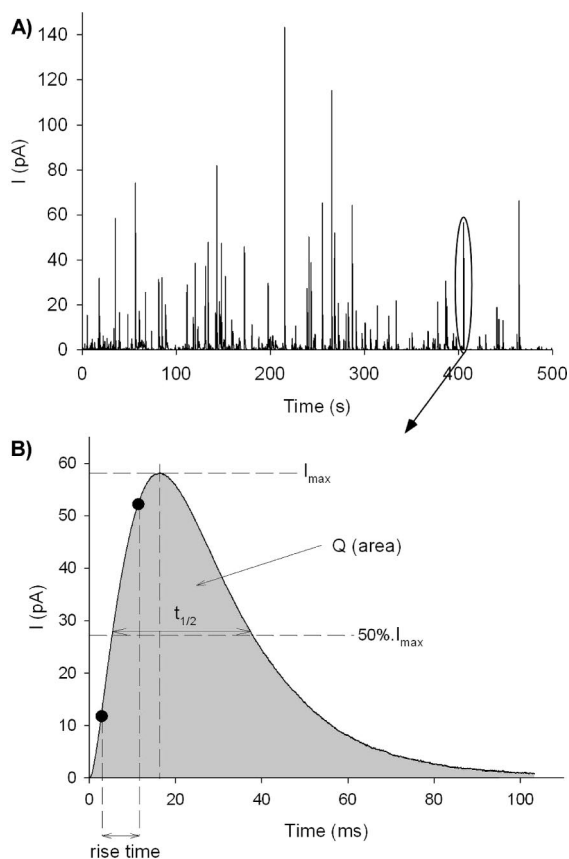 A)
I (pA)
140
120
100
80
60
40
20
0
0 100 200 300 400 500
Time (s)
B)
I (pA)
60
50
40
30
20
10
0
Imax
Q (area)
t1/2
50%.Imax
0 20 40 60 80 100
Time (ms)
rise time